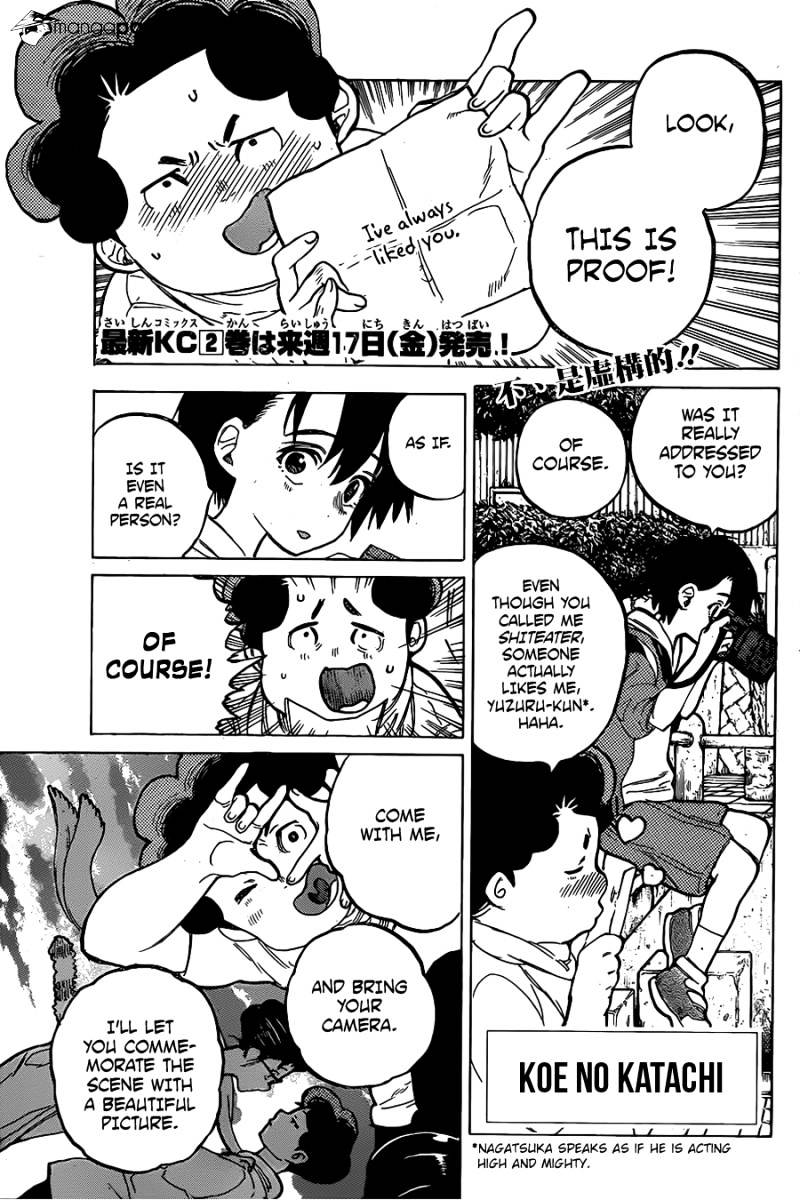 mangapa
LOOK,
THIS IS
PROOF!
I've always
liked you.
最新KC2巻は来週17日(金)発売!
さいしんコミックス かん らいしゅう にち きん はつばい
不、是虚構的!!
WAS IT
REALLY
ADDRESSED
TO YOU?
OF
COURSE.
EVEN
THOUGH YOU
CALLED ME
SHITEATER,
SOMEONE
ACTUALLY
LIKES ME,
YUZURU-KUN*.
HAHA.
AS IF.
IS IT
EVEN
A REAL
PERSON?
OF
COURSE!
COME
WITH ME,
AND BRING
YOUR
CAMERA.
I'LL LET
YOU COMME-
MORATE THE
SCENE WITH
A BEAUTIFUL
PICTURE.
KOE NO KATACHI
*NAGATSUKA SPEAKS AS IF HE IS ACTING
HIGH AND MIGHTY.